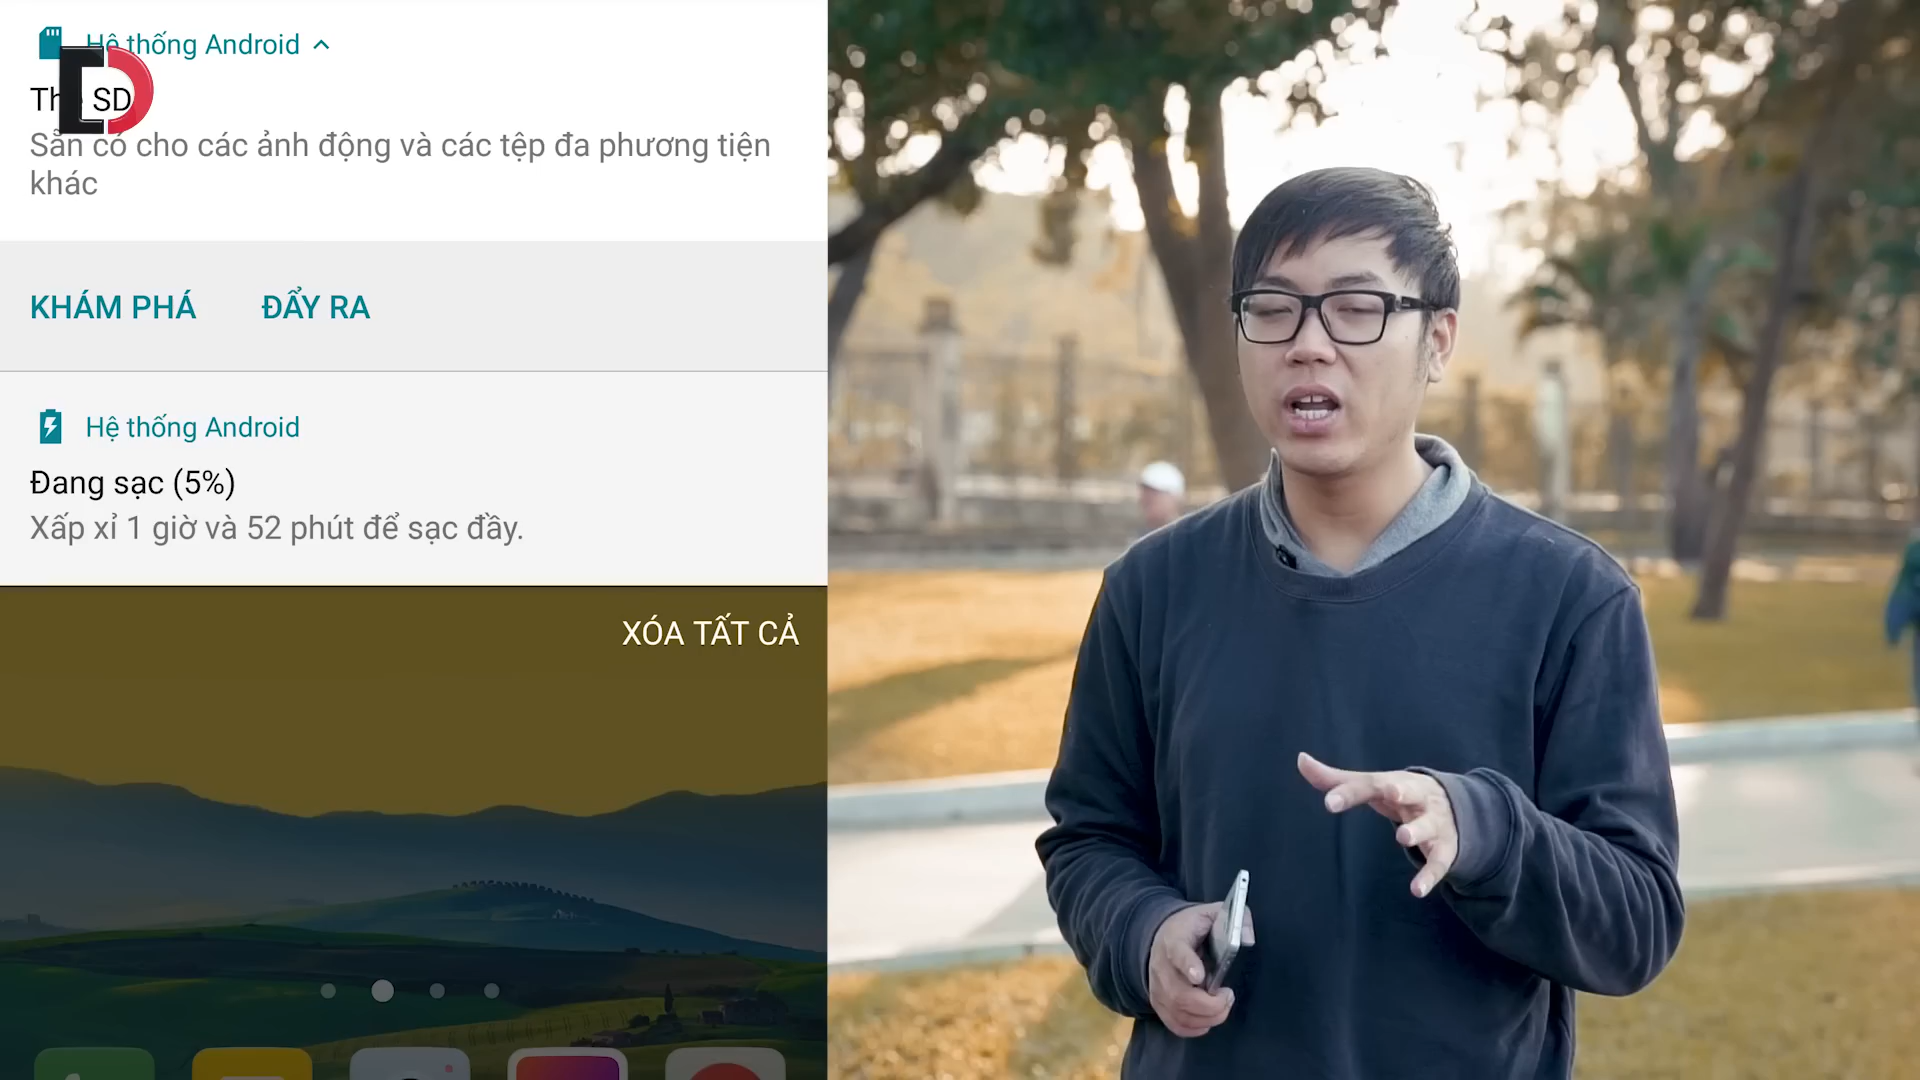 Hệ thống Android
Thẻ SD
Sẵn có cho các ảnh động và các tệp đa phương tiện
khác
KHÁM PHÁ ĐẨY RA
Hệ thống Android
Đang sạc (5%)
Xấp xỉ 1 giờ và 52 phút để sạc đầy.
XÓA TẤT CẢ